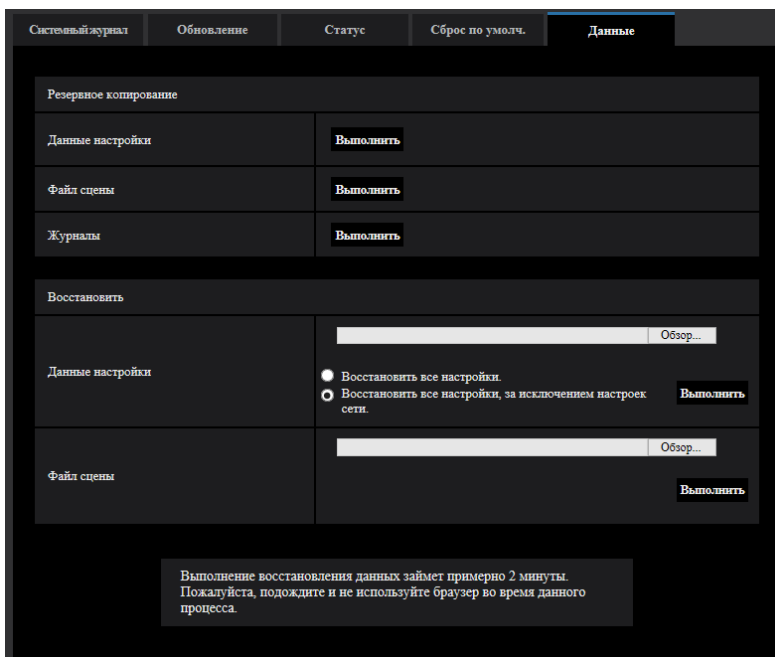 Системный журнал Обновление Статус Сброс по умолч. Данные
Резервное копирование
Данные настройки Выполнить
Файл сцены Выполнить
Журналы Выполнить
Восстановить
Обзор...
Данные настройки
Восстановить все настройки.
Восстановить все настройки, за исключением настроек Выполнить
сети.
Обзор...
Файл сцены
Выполнить
Выполнение восстановления данных займет примерно 2 минуты.
Пожалуйста, подождите и не используйте браузер во время данного
процесса.